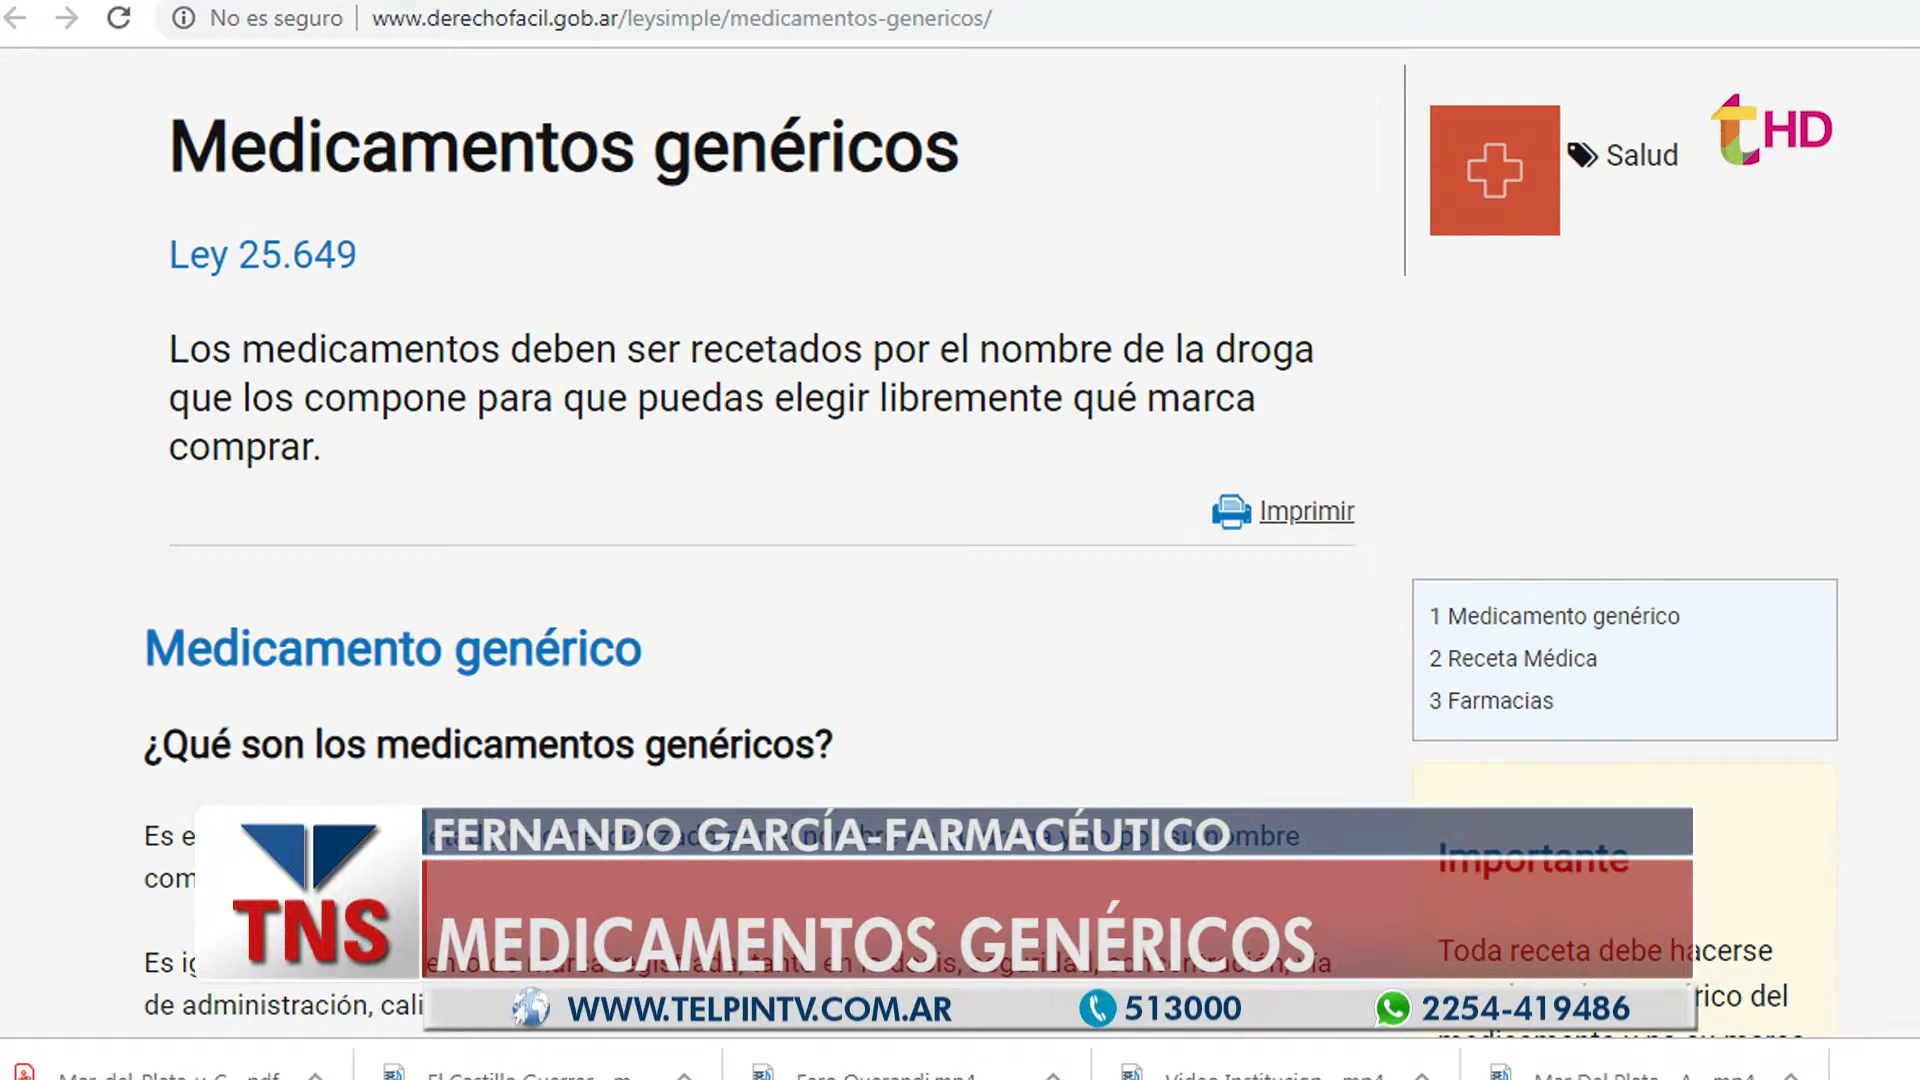 No es seguro
www.derechofacil.gob.ar/leysimple/medicamentos-genericos/
Medicamentos genéricos
Salud
HD
Ley 25.649
Los medicamentos deben ser recetados por el nombre de la droga
que los compone para que puedas elegir libremente qué marca
comprar.
Imprimir
1 Medicamento genérico
2 Receta Médica
3 Farmacias
Medicamento genérico
¿Qué son los medicamentos genéricos?
Es
nombre
Importante
Toda receta debe hacerse
del
de administración,
TNS
FERNANDO GARCÍA-FARMACÉUTICO
MEDICAMENTOS GENÉRICOS
WWW.TELPINTV.COM.AR
513000
2254-419486